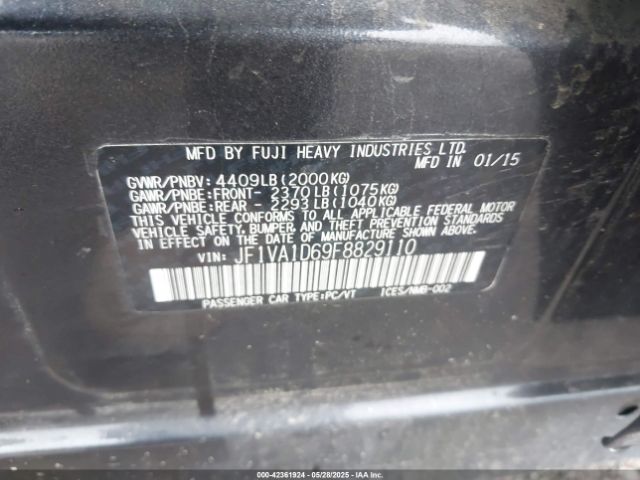 MFD BY FUJI HEAVY INDUSTRIES LTD.
MFD IN 01/15
GVWR/PNBV: 4409LB(2000KG)
GAWR/PNBE:FRONT- 2370LB(1075KG)
GAWR/PNBE:REAR - 2293LB(1040KG)
THIS VEHICLE CONFORMS TO ALL APPLICABLE FEDERAL MOTOR
VEHICLE SAFETY, BUMPER, AND THEFT PREVENTION STANDARDS
IN EFFECT ON THE DATE OF MANUFACTURE SHOWN ABOVE.
VIN: JF1VA1D69F8829110
PASSENGER CAR TYPE:PC/VT ICES/NMB-002
OWNER: 42361924 | 05/28/2025 | IAA Inc.